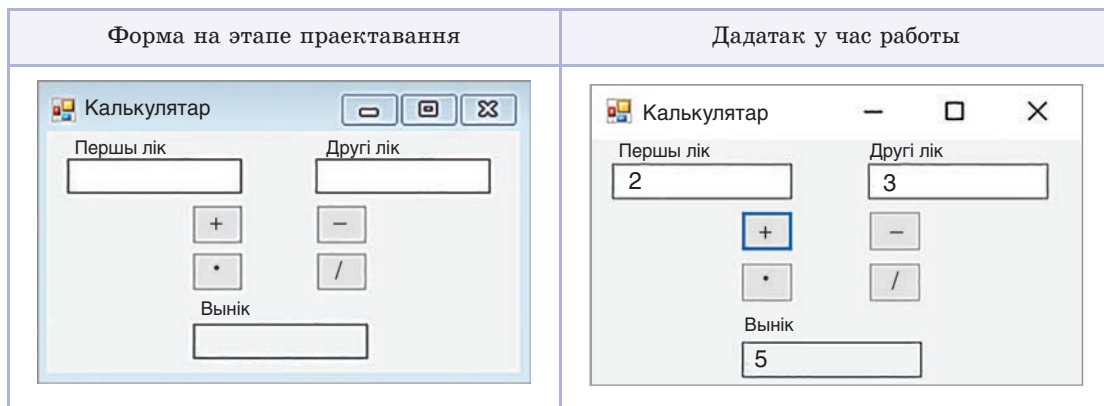 Форма на этапе праектавання
Дадатак у час работы
Калькулятар
Першы лік Другі лік
+ –
• /
Вынік
Калькулятар
Першы лік Другі лік
2 3
+ –
• /
Вынік
5